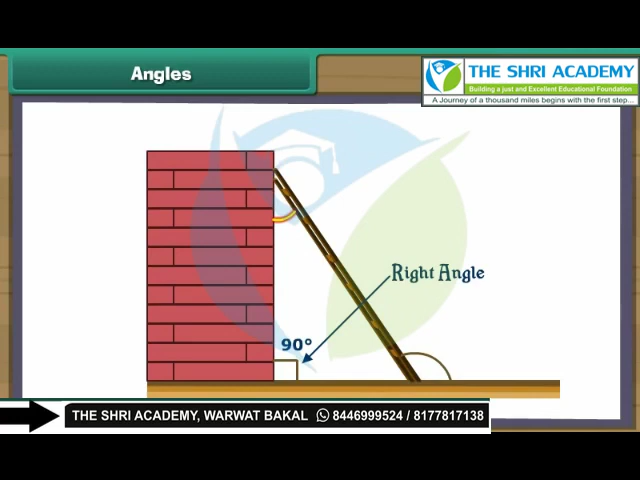 Angles
THE SHRI ACADEMY
Building a just and Excellent Educational Foundation
A Journey of a thousand miles begins with the first step...
Right Angle
90°
THE SHRI ACADEMY, WARWAT BAKAL 8446999524 / 8177817138